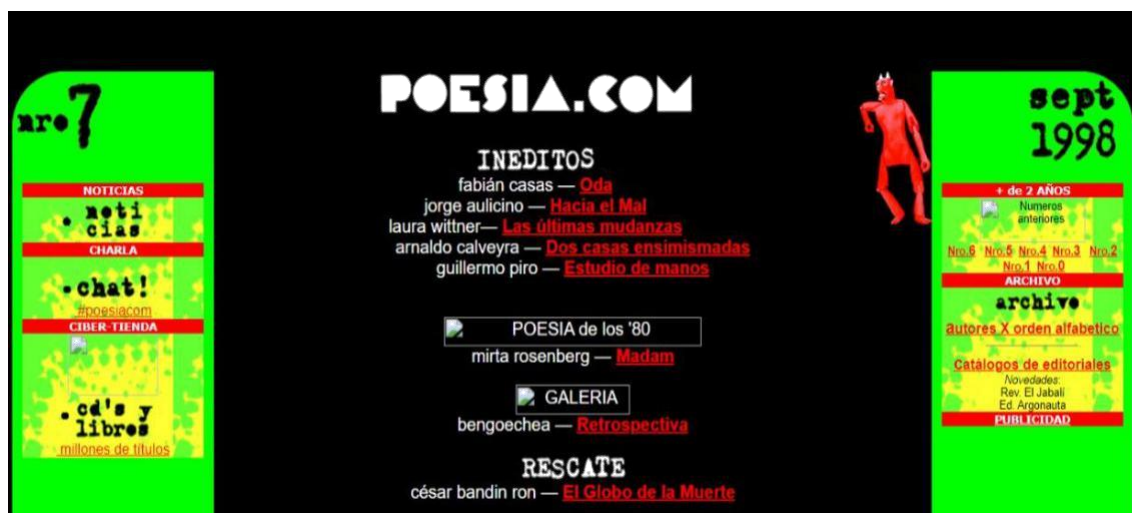 nro 7
NOTICIAS
. noti
cias
CHARLA
.chat!
#poesiacom
CIBER-TIENDA
. cd's y
libros
millones de títulos
POESIA.COM
INEDITOS
fabián casas — Oda
jorge aulicino — Hacia el Mal
laura wittner— Las últimas mudanzas
arnaldo calveyra — Dos casas ensimismadas
guillermo piro — Estudio de manos
POESIA de los '80
mirta rosenberg — Madam
GALERIA
bengoechea — Retrospectiva
RESCATE
césar bandin ron — El Globo de la Muerte
sept
1998
+ de 2 AÑOS
Numeros
anteriores
Nro.6 Nro.5 Nro.4 Nro.3 Nro.2
Nro.1 Nro.0
ARCHIVO
archivo
autores X orden alfabetico
Catálogos de editoriales
Novedades:
Rev. El Jabalí
Ed. Argonauta
PUBLICIDAD